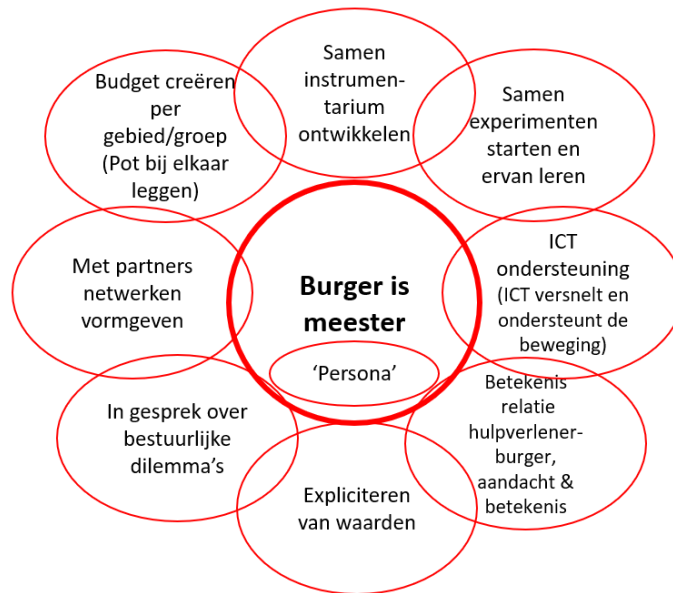 Samen
instrumen-
tarium
ontwikkelen
Samen
experimenten
starten en
ervan leren
ICT
ondersteuning
(ICT versnelt en
ondersteunt de
beweging)
Betekenis
relatie
hulpverlener-
burger,
aandacht &
betekenis
Expliciteren
van waarden
In gesprek over
bestuurlijke
dilemma’s
Met partners
netwerken
vormgeven
Budget creëren
per
gebied/groep
(Pot bij elkaar
leggen)
Burger is
meester
‘Persona’